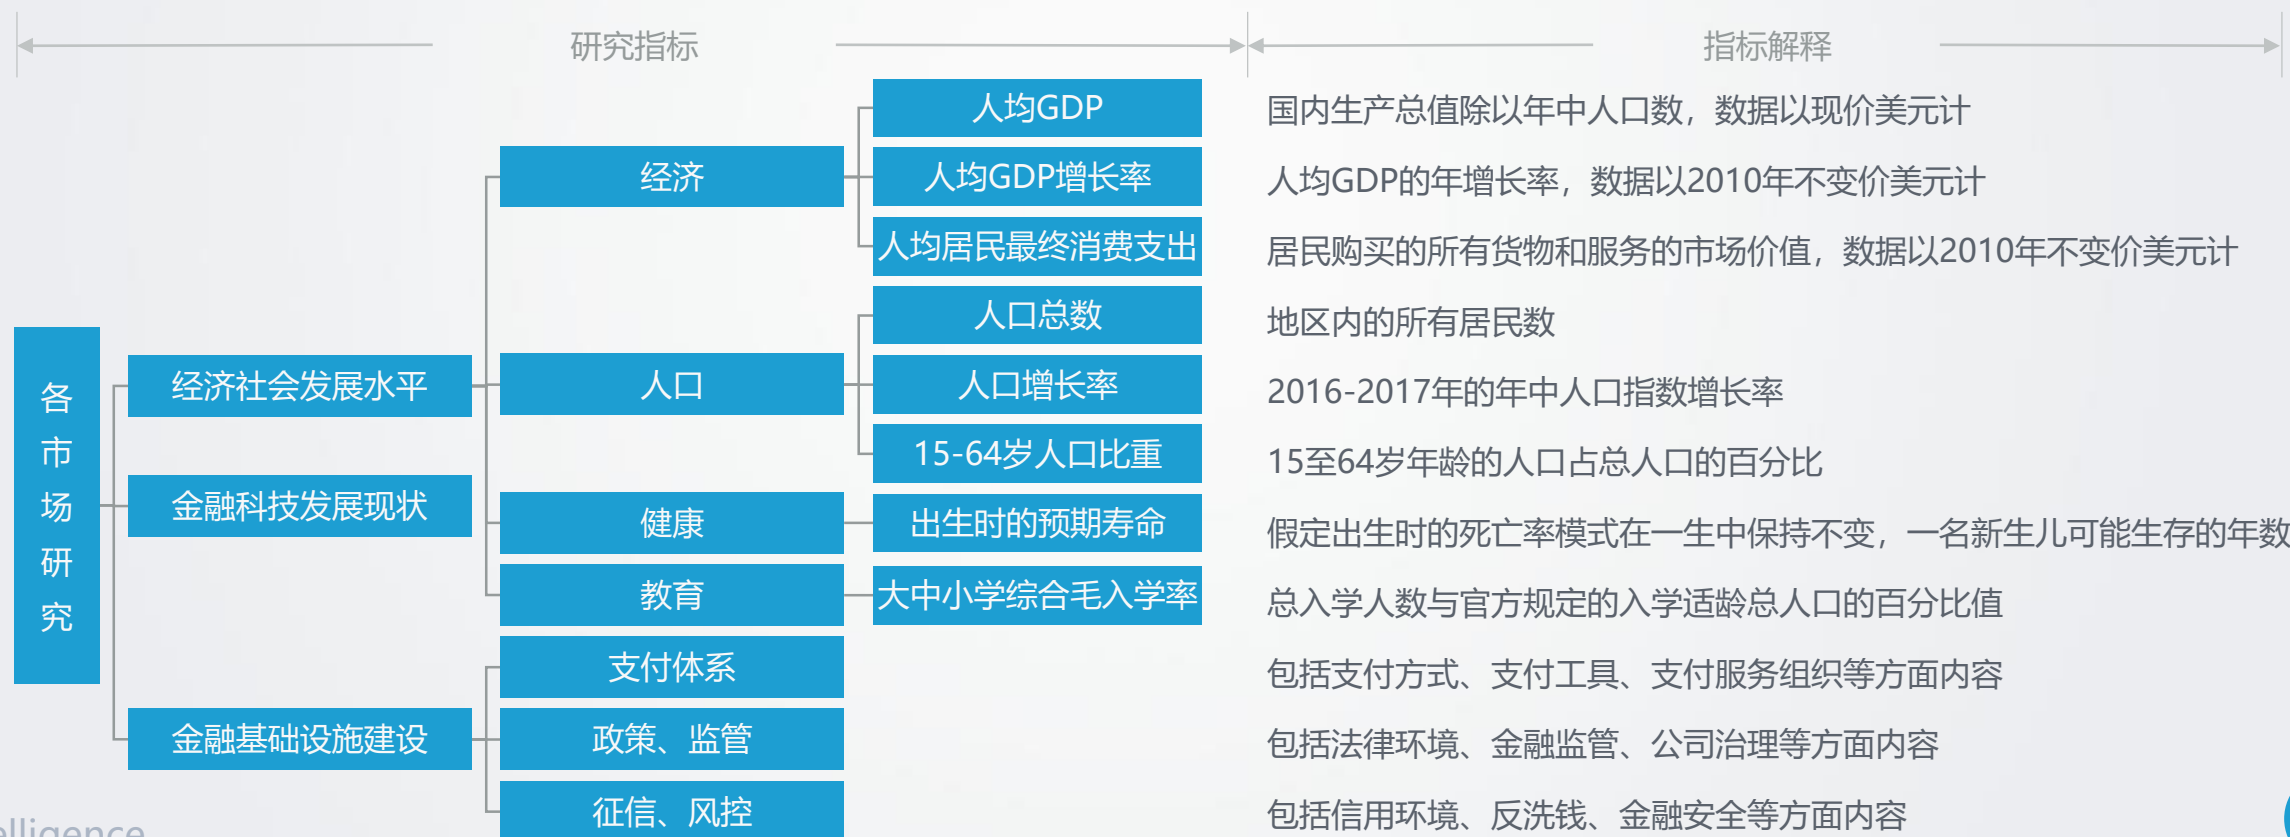 研究指标
指标解释
各市场研究
经济社会发展水平
金融科技发展现状
金融基础设施建设
经济
人口
健康
教育
支付体系
政策、监管
征信、风控
人均GDP
人均GDP增长率
人均居民最终消费支出
人口总数
人口增长率
15-64岁人口比重
出生时的预期寿命
大中小学综合毛入学率
国内生产总值除以年中人口数，数据以现价美元计
人均GDP的年增长率，数据以2010年不变价美元计
居民购买的所有货物和服务的市场价值，数据以2010年不变价美元计
地区内的所有居民数
2016-2017年的年中人口指数增长率
15至64岁年龄的人口占总人口的百分比
假定出生时的死亡率模式在一生中保持不变，一名新生儿可能生存的年数
总入学人数与官方规定的入学适龄总人口的百分比值
包括支付方式、支付工具、支付服务组织等方面内容
包括法律环境、金融监管、公司治理等方面内容
包括信用环境、反洗钱、金融安全等方面内容